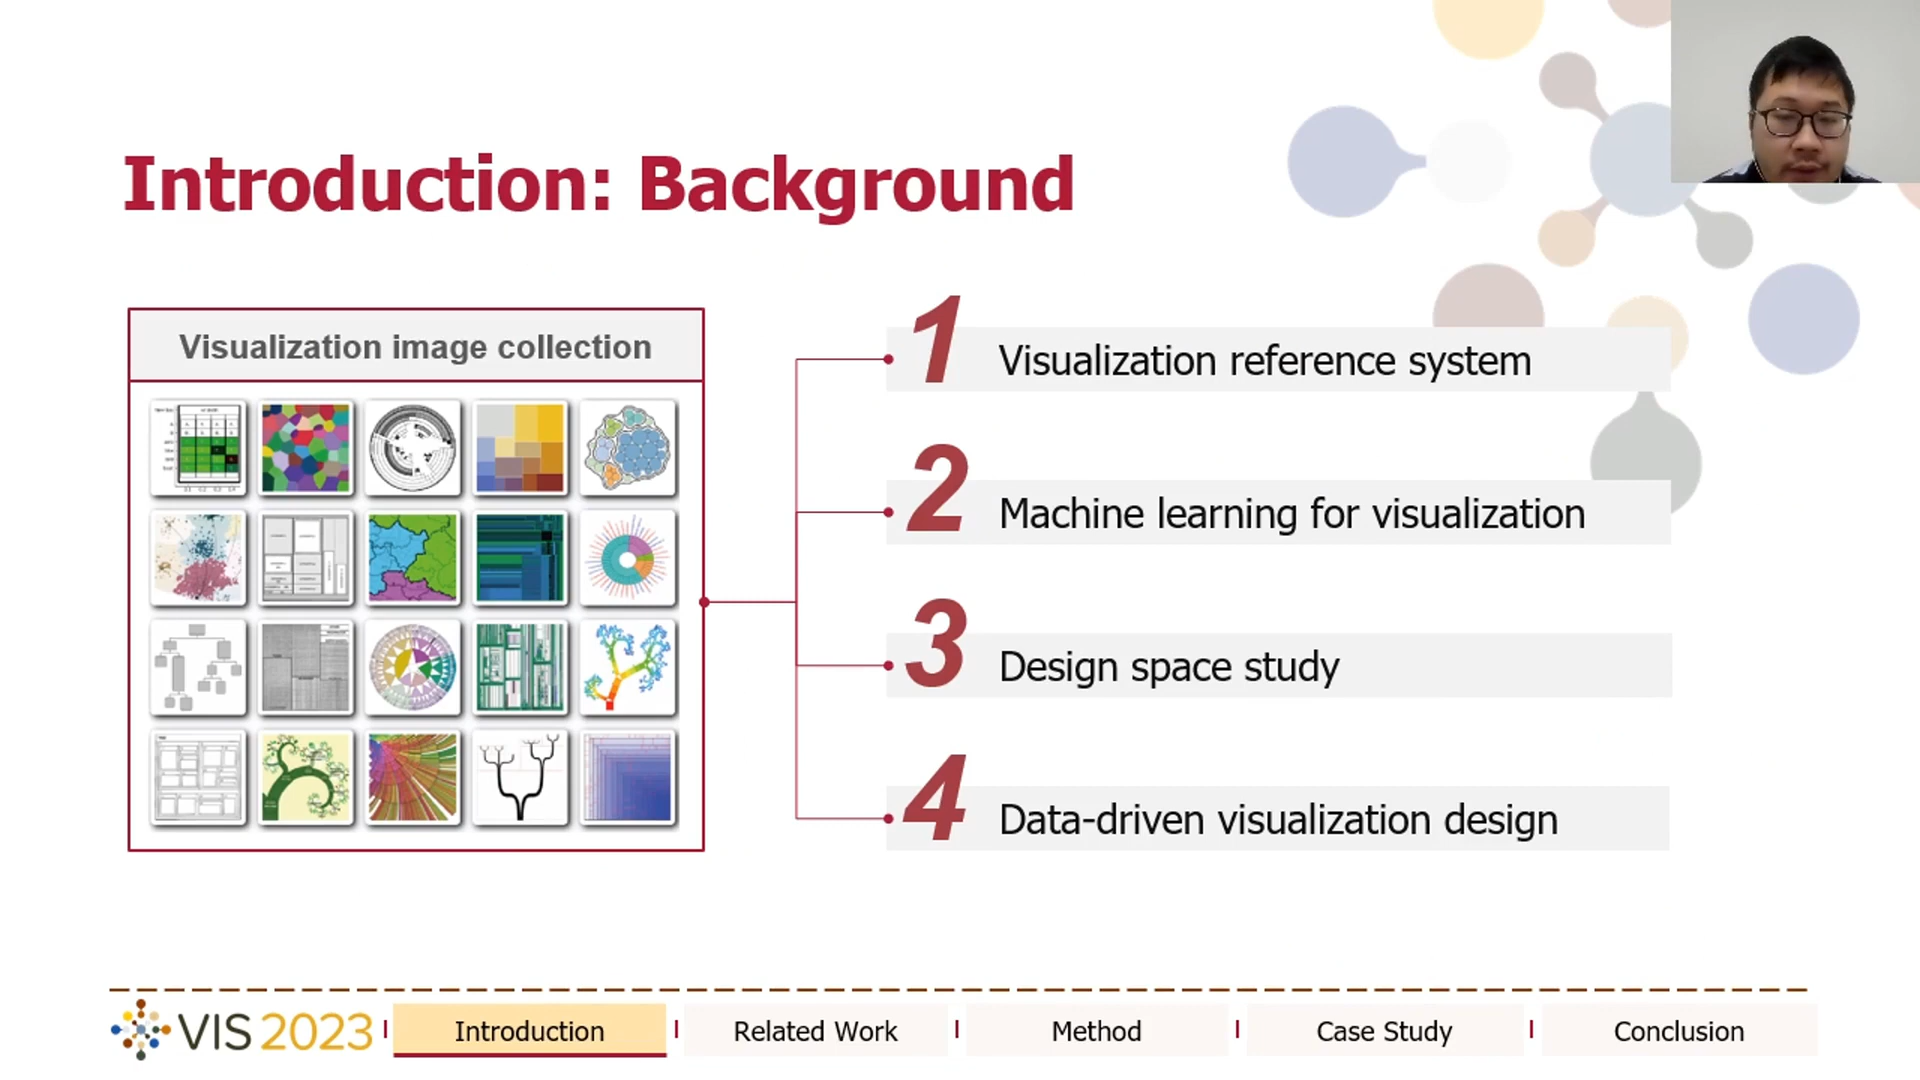 Introduction: Background
Visualization image collection
1 Visualization reference system
2 Machine learning for visualization
3 Design space study
4 Data-driven visualization design
VIS 2023
Introduction
Related Work
Method
Case Study
Conclusion